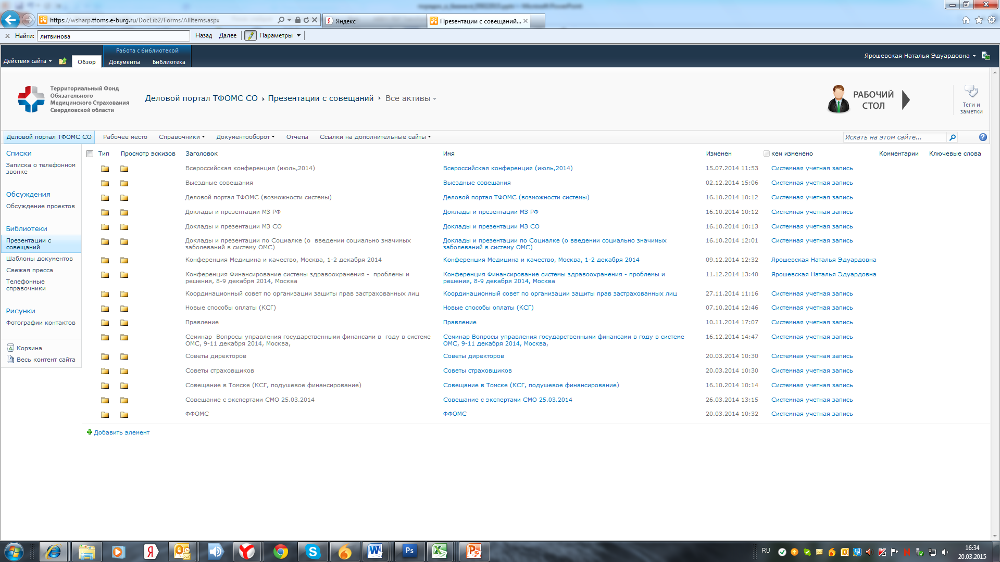 https://wsharp.tfoms.e-burg.ru/DocLib2/Forms/AllItems.aspx
Яндекс
Презентации с совещаний...
Найти: литвинова Назад Далее Параметры
Работа с библиотекой
Действия сайта Обзор Документы Библиотека
Ярошевская Наталья Эдуардовна
Территориальный Фонд
Обязательного
Медицинского Страхования
Свердловской области
Деловой портал ТФОМС СО Презентации с совещаний Все активы
РАБОЧИЙ
СТОЛ
Теги и
заметки
Деловой портал ТФОМС СО Рабочее место Справочники Документооборот Отчеты Ссылки на дополнительные сайты Искать на этом сайте...
Списки
Записка о телефонном
звонке
Обсуждения
Обсуждение проектов
Библиотеки
Презентации с
совещаний
Шаблоны документов
Свежая пресса
Телефонные
справочники
Рисунки
Фотографии контактов
Корзина
Весь контент сайта
Тип Просмотр эскизов Заголовок Имя Изменен кем изменено Комментарии Ключевые слова
Всероссийская конференция (июль,2014) Всероссийская конференция (июль,2014) 15.07.2014 11:53 Системная учетная запись
Выездные совещания Выездные совещания 02.12.2014 15:06 Системная учетная запись
Деловой портал ТФОМС (возможности системы) Деловой портал ТФОМС (возможности системы) 16.10.2014 10:12 Системная учетная запись
Доклады и презентации МЗ РФ Доклады и презентации МЗ РФ 16.10.2014 10:12 Системная учетная запись
Доклады и презентации МЗ СО Доклады и презентации МЗ СО 16.10.2014 10:13 Системная учетная запись
Доклады и презентации по Социалке (о введении социально значимых Доклады и презентации по Социалке (о введении социально значимых 16.10.2014 12:01 Системная учетная запись
заболеваний в систему ОМС) заболеваний в систему ОМС)
Конференция Медицина и качество, Москва, 1-2 декабря 2014 Конференция Медицина и качество, Москва, 1-2 декабря 2014 09.12.2014 12:32 Ярошевская Наталья Эдуардовна
Конференция Финансирование системы здравоохранения - проблемы и Конференция Финансирование системы здравоохранения - проблемы и 11.12.2014 13:40 Ярошевская Наталья Эдуардовна
решения, 8-9 декабря 2014, Москва решения, 8-9 декабря 2014, Москва
Координационный совет по организации защиты прав застрахованных лиц Координационный совет по организации защиты прав застрахованных лиц 27.11.2014 11:16 Системная учетная запись
Новые способы оплаты (КСГ) Новые способы оплаты (КСГ) 07.10.2014 12:46 Системная учетная запись
Правление Правление 10.11.2014 17:07 Системная учетная запись
Семинар Вопросы управления государственными финансами в году в системе Семинар Вопросы управления государственными финансами в году в системе 16.12.2014 14:47 Системная учетная запись
ОМС, 9-11 декабря 2014, Москва, ОМС, 9-11 декабря 2014, Москва,
Советы директоров Советы директоров 20.03.2014 10:30 Системная учетная запись
Советы страховщиков Советы страховщиков 20.03.2014 10:30 Системная учетная запись
Совещание в Томске (КСГ, подушевое финансирование) Совещание в Томске (КСГ, подушевое финансирование) 16.10.2014 10:14 Системная учетная запись
Совещание с экспертами СМО 25.03.2014 Совещание с экспертами СМО 25.03.2014 26.03.2014 13:15 Системная учетная запись
ФФОМС ФФОМС 20.03.2014 10:32 Системная учетная запись
Добавить элемент
RU
16:34
20.03.2015